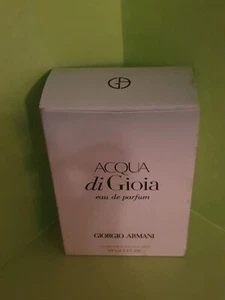 ACQUA
di Gioia
eau de parfum
GIORGIO ARMANI